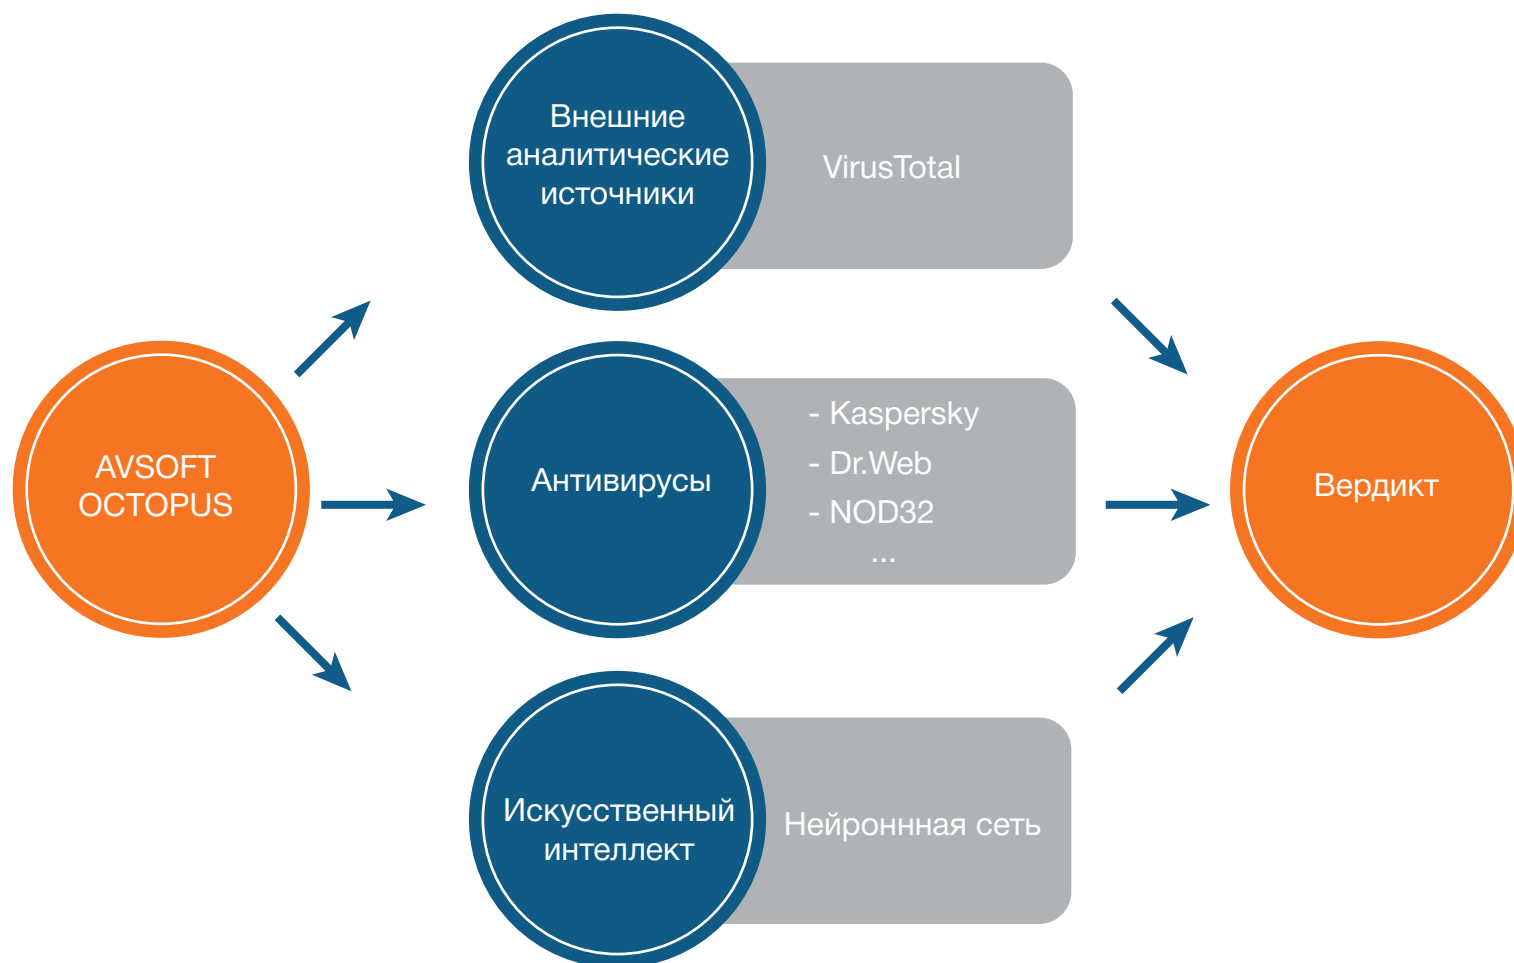 Внешние
аналитические
источники
VirusTotal
AVSOFT
OCTOPUS
Антивирусы
- Kaspersky
- Dr.Web
- NOD32
...
Вердикт
Искусственный
интеллект
Нейроннная сеть